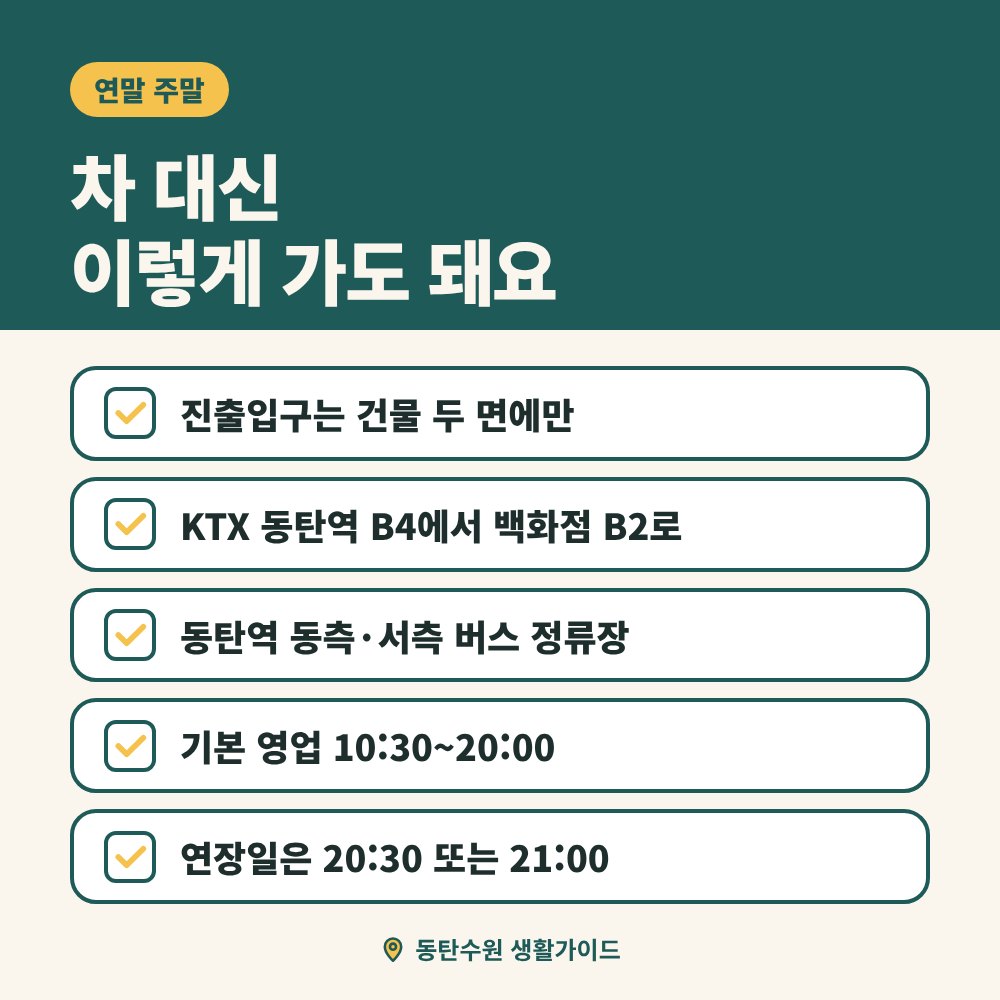 연말 주말
차 대신
이렇게 가도 돼요
진출입구는 건물 두 면에만
KTX 동탄역 B4에서 백화점 B2로
동탄역 동측·서측 버스 정류장
기본 영업 10:30~20:00
연장일은 20:30 또는 21:00
동탄수원 생활가이드